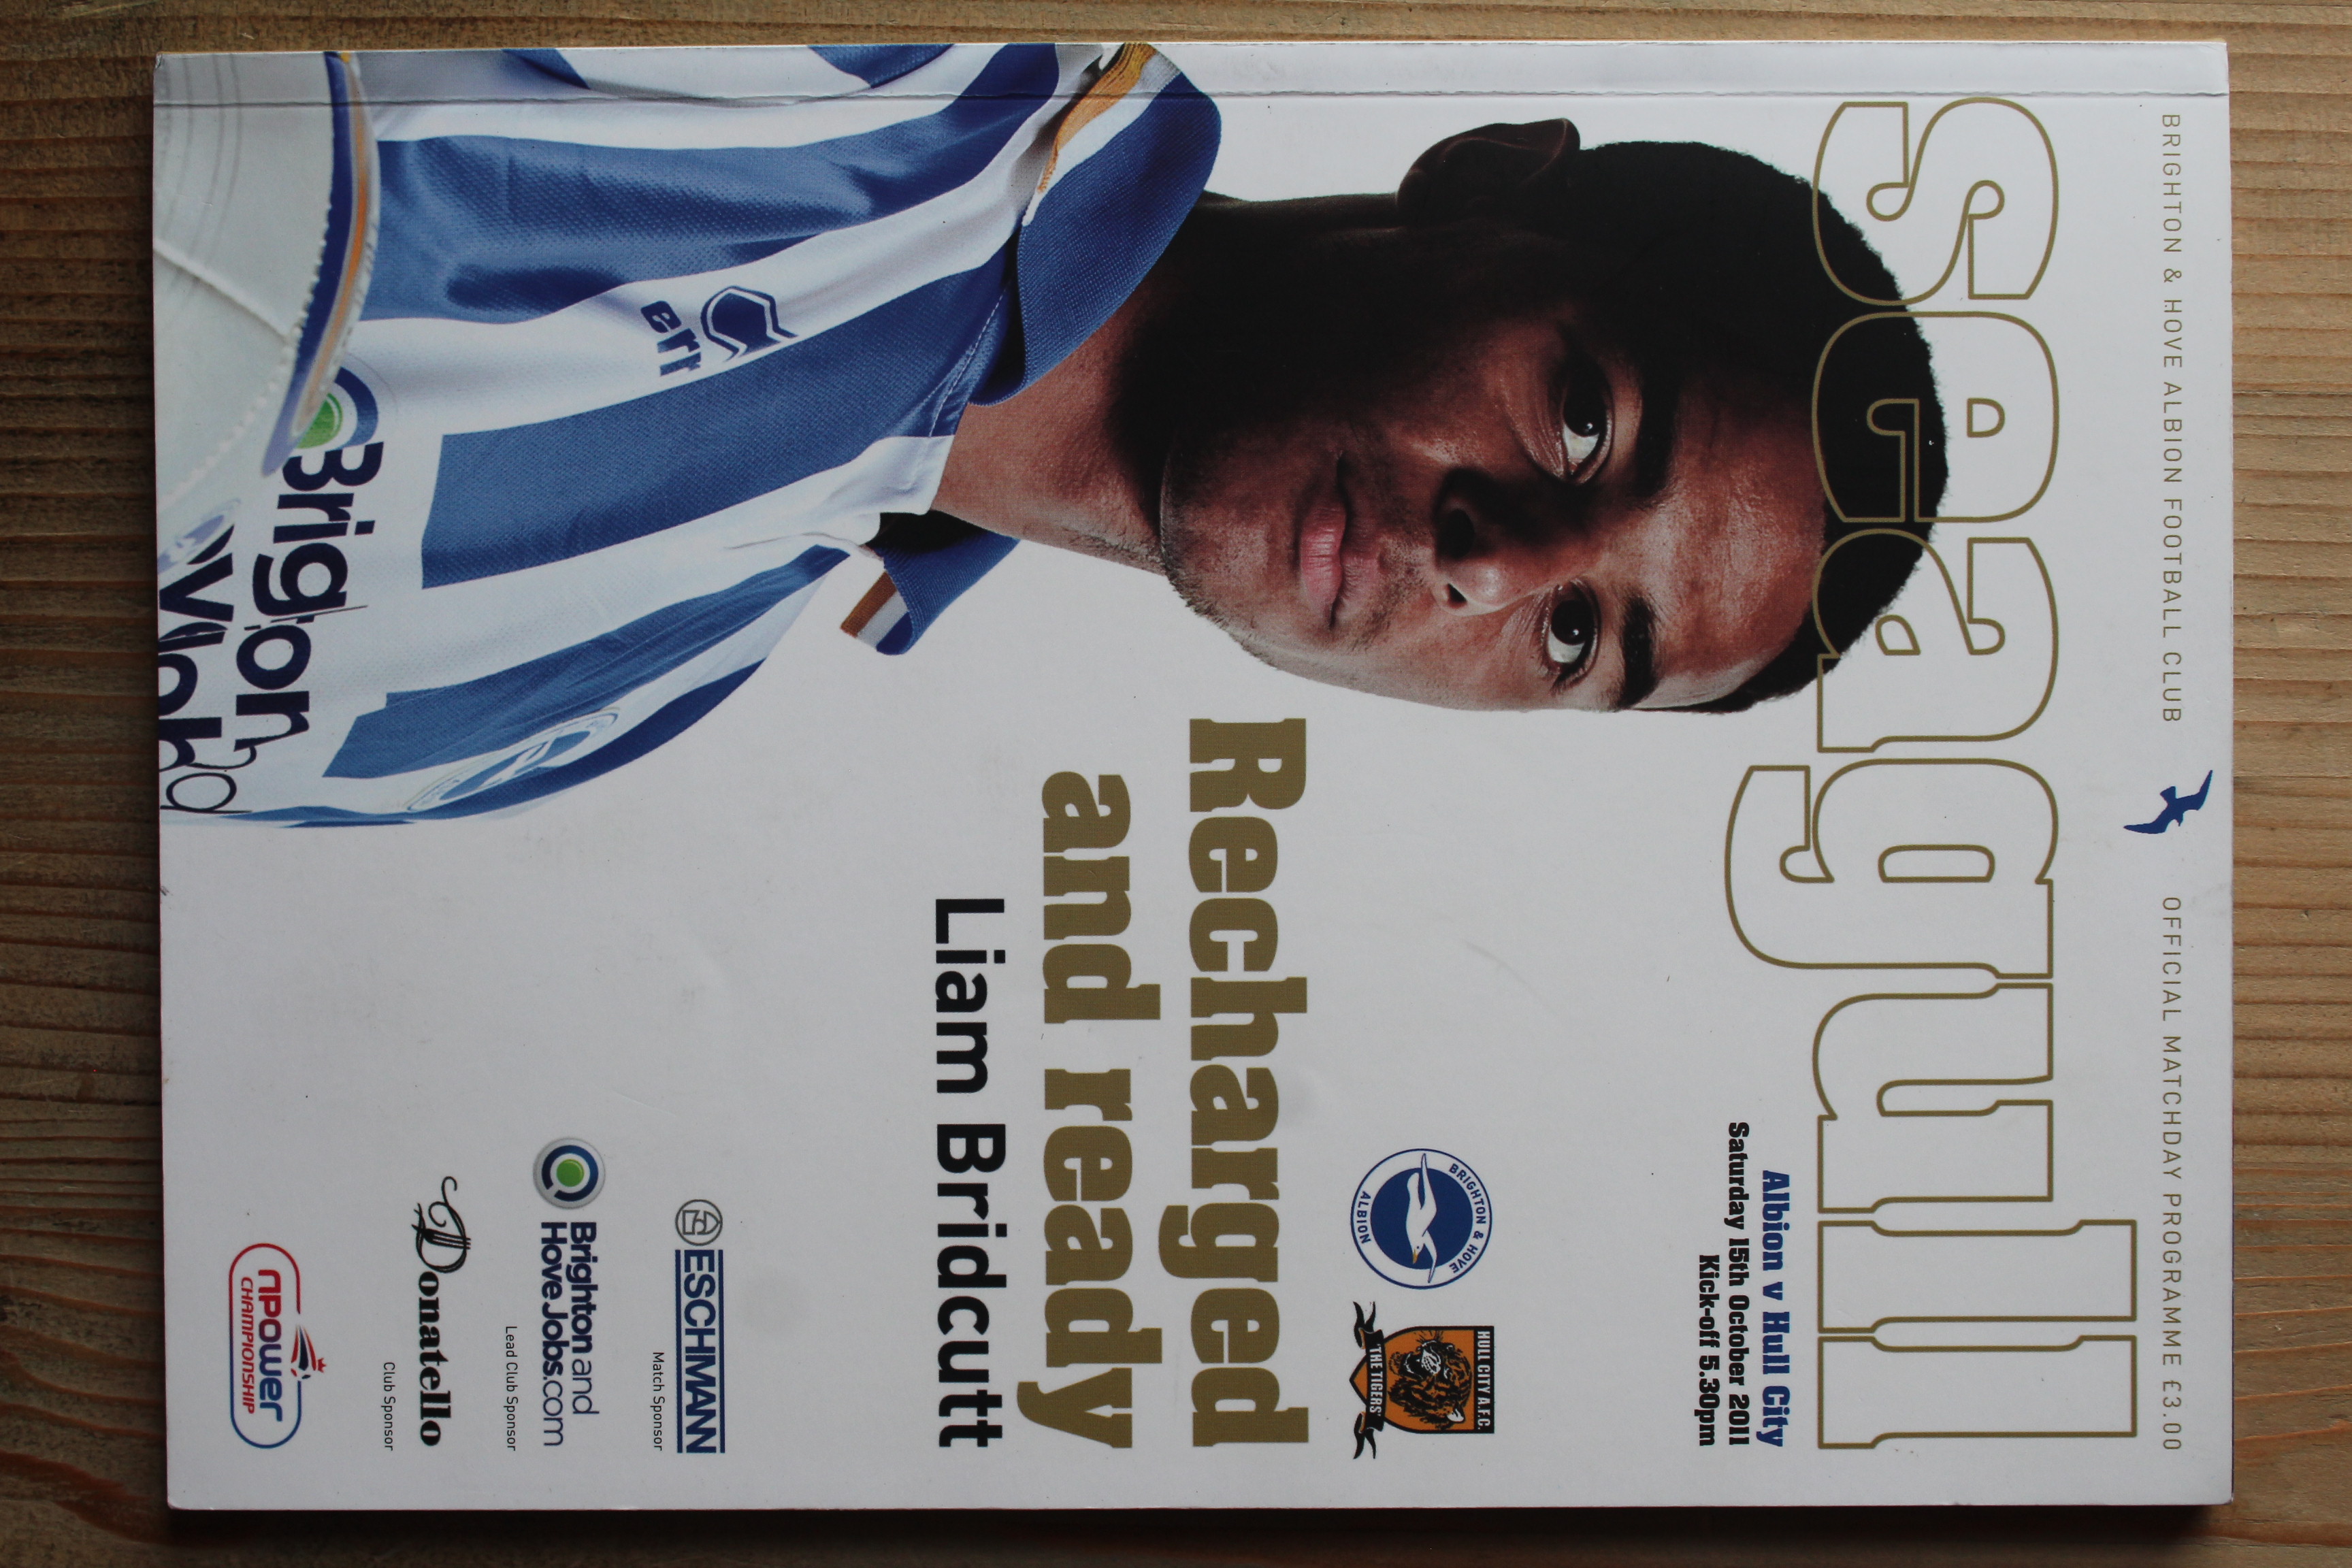 BRIGHTON & HOVE ALBION FOOTBALL CLUB
OFFICIAL MATCHDAY PROGRAMME £3.00
seagull
Albion v Hull City
Saturday 15th October 2011
Kick-off 5.30pm
BRIGHTON & HOVE
ALBION
HULL CITY A.F.C.
THE TIGERS
Recharged
and ready
Liam Bridcutt
err
Brighton
ESCHMANN
Match Sponsor
Brighton and
HoveJobs.com
Lead Club Sponsor
Donatello
Club Sponsor
npower
CHAMPIONSHIP